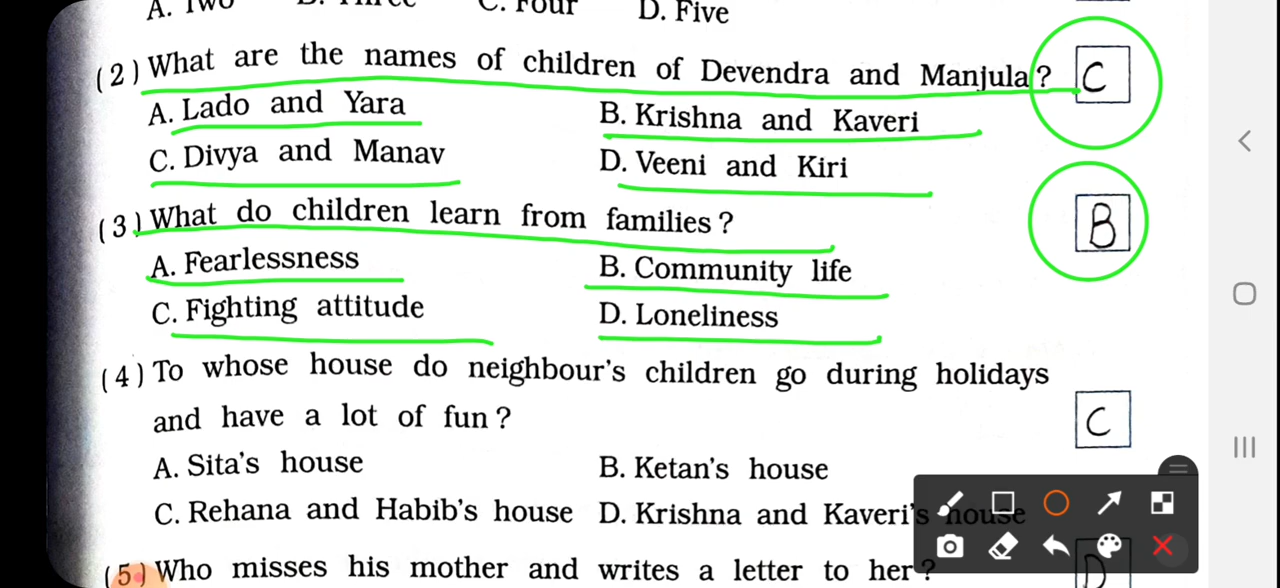 A. Two B. Three C. Four D. Five
(2) What are the names of children of Devendra and Manjula? C
A. Lado and Yara B. Krishna and Kaveri
C. Divya and Manav D. Veeni and Kiri
(3) What do children learn from families? B
A. Fearlessness B. Community life
C. Fighting attitude D. Loneliness
(4) To whose house do neighbour's children go during holidays
and have a lot of fun? C
A. Sita's house B. Ketan's house
C. Rehana and Habib's house D. Krishna and Kaveri's house
(5) Who misses his mother and writes a letter to her? D